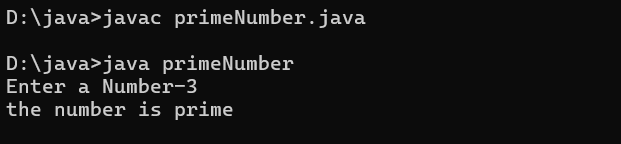 D:\java>javac primeNumber.java
D:\java>java primeNumber
Enter a Number-3
the number is prime